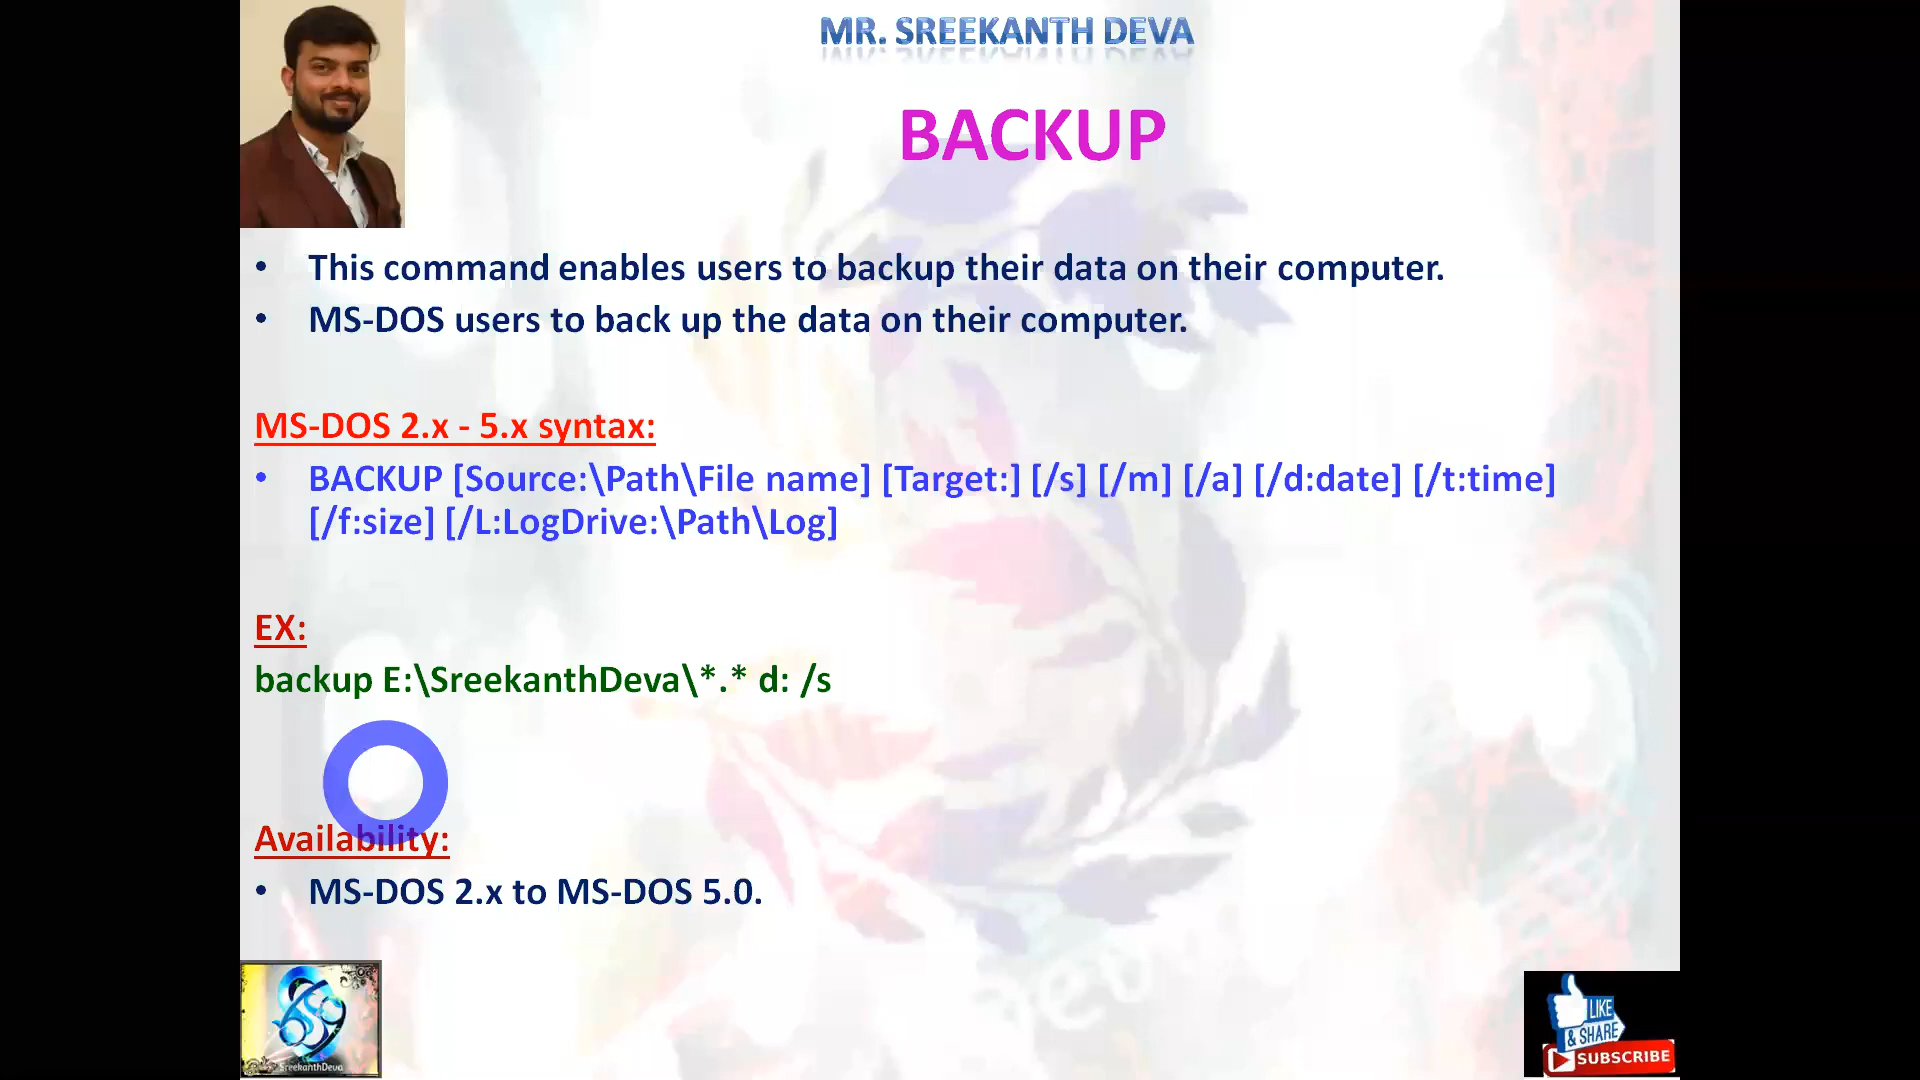 MR. SREEKANTH DEVA
BACKUP
• This command enables users to backup their data on their computer.
• MS-DOS users to back up the data on their computer.
MS-DOS 2.x - 5.x syntax:
• BACKUP [Source:\Path\File name] [Target:] [/s] [/m] [/a] [/d:date] [/t:time]
[/f:size] [/L:LogDrive:\Path\Log]
EX:
backup E:\SreekanthDeva\*.* d: /s
Availability:
• MS-DOS 2.x to MS-DOS 5.0.
SreekanthDeva
LIKE
& SHARE
SUBSCRIBE